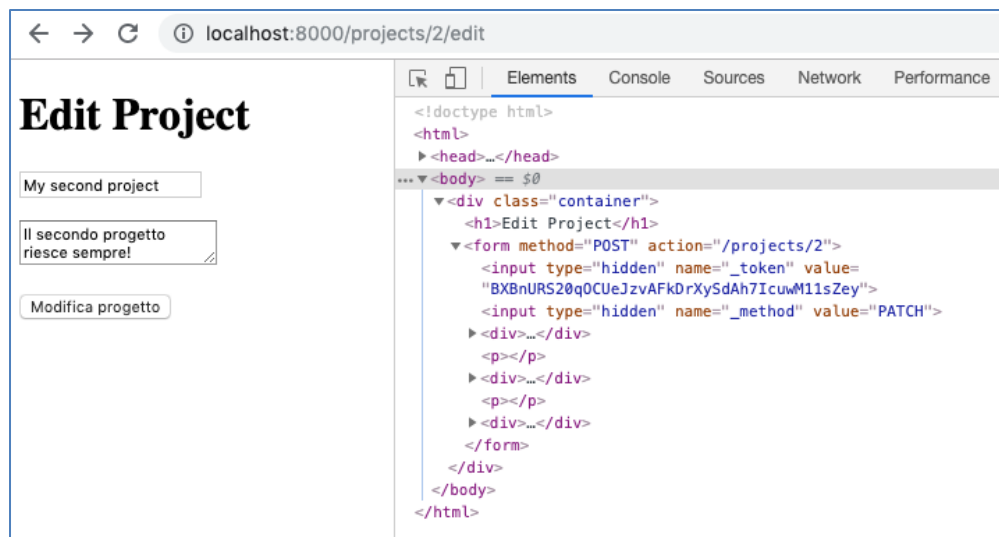 localhost:8000/projects/2/edit
Edit Project
My second project
Il secondo progetto
riesce sempre!
Modifica progetto
Elements Console Sources Network Performance
<!doctype html>
<html>
▶<head>…</head>
…▼<body> == $0
▼<div class="container">
<h1>Edit Project</h1>
▼<form method="POST" action="/projects/2">
<input type="hidden" name="_token" value=
"BXBnURS20qOCUeJzvAFkDrXySdAh7IcuwM11sZey">
<input type="hidden" name="_method" value="PATCH">
▶<div>…</div>
<p></p>
▶<div>…</div>
<p></p>
▶<div>…</div>
</form>
</div>
</body>
</html>